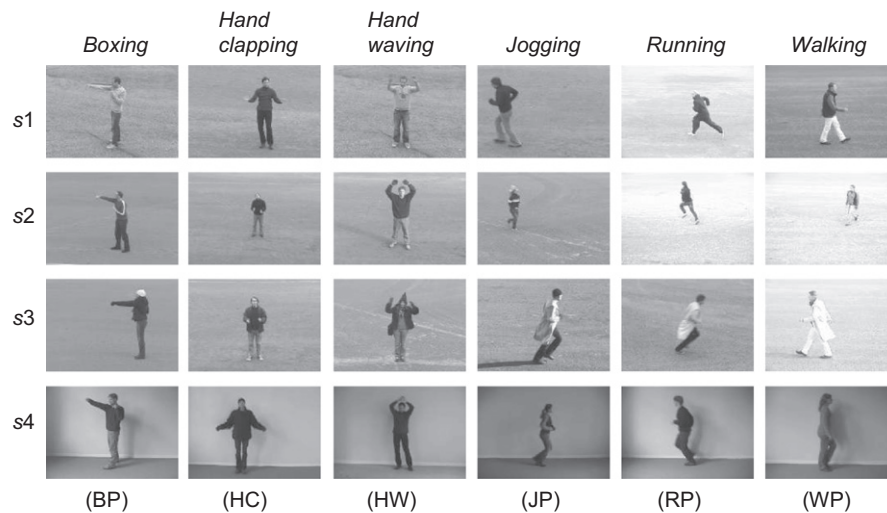 Boxing Hand clapping Hand waving Jogging Running Walking
s1
s2
s3
s4
(BP) (HC) (HW) (JP) (RP) (WP)